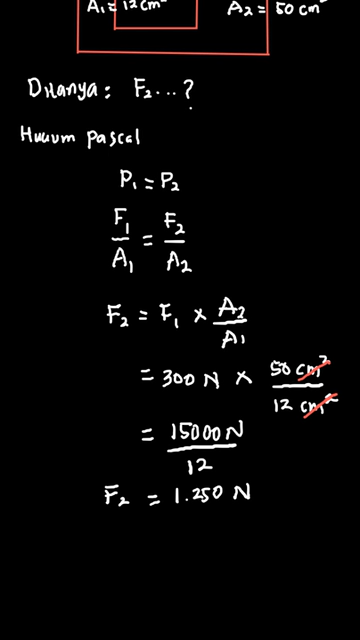 A₁ = 12 cm² A₂ = 50 cm²
Ditanya : F₂ ... ?
Hukum pascal
P₁ = P₂
F₁/A₁ = F₂/A₂
F₂ = F₁ × A₂/A₁
= 300 N × 50 cm²/12 cm²
= 15000 N/12
F₂ = 1.250 N